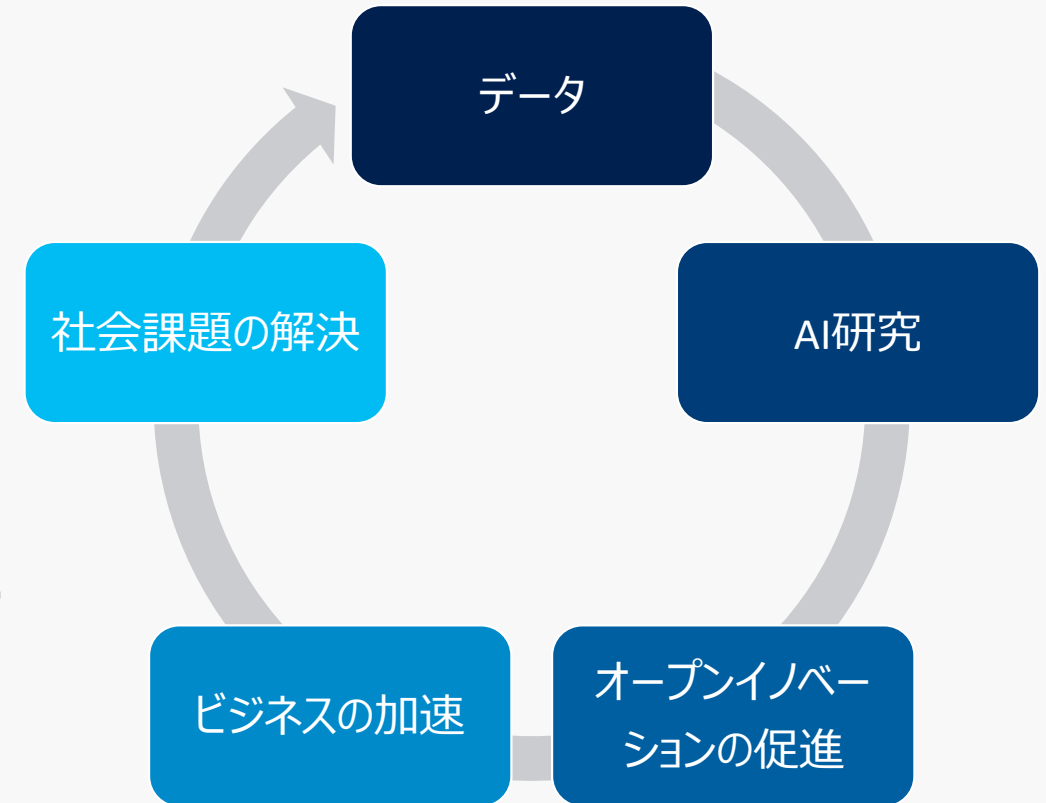 データ
AI研究
オープンイノベー
ションの促進
ビジネスの加速
社会課題の解決